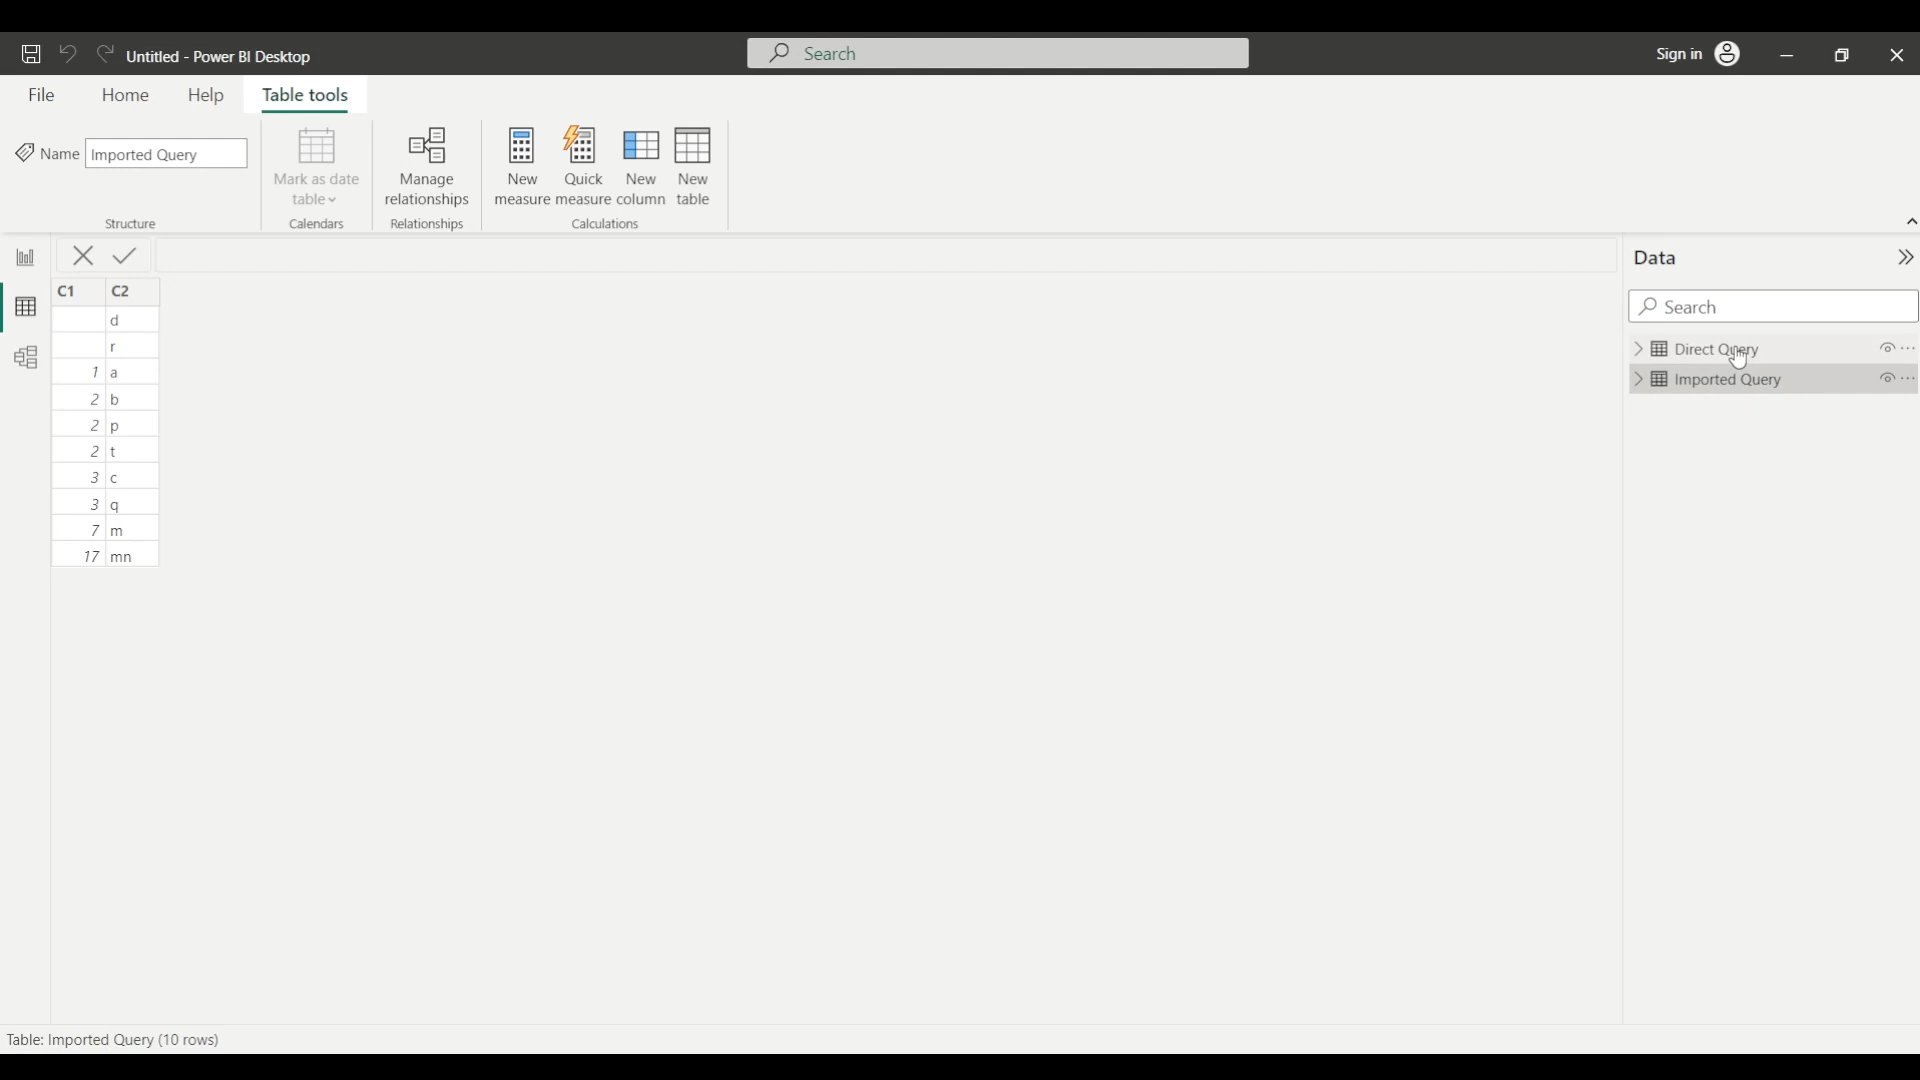 Untitled - Power BI Desktop
Search
Sign in
File
Home
Help
Table tools
Name
Imported Query
Structure
Mark as date
table
Calendars
Manage
relationships
Relationships
New
measure
Quick
measure
New
column
New
table
Calculations
C1 C2
d
r
1 a
2 b
2 p
2 t
3 c
3 q
7 m
17 mn
Data
Search
Direct Query
Imported Query
Table: Imported Query (10 rows)